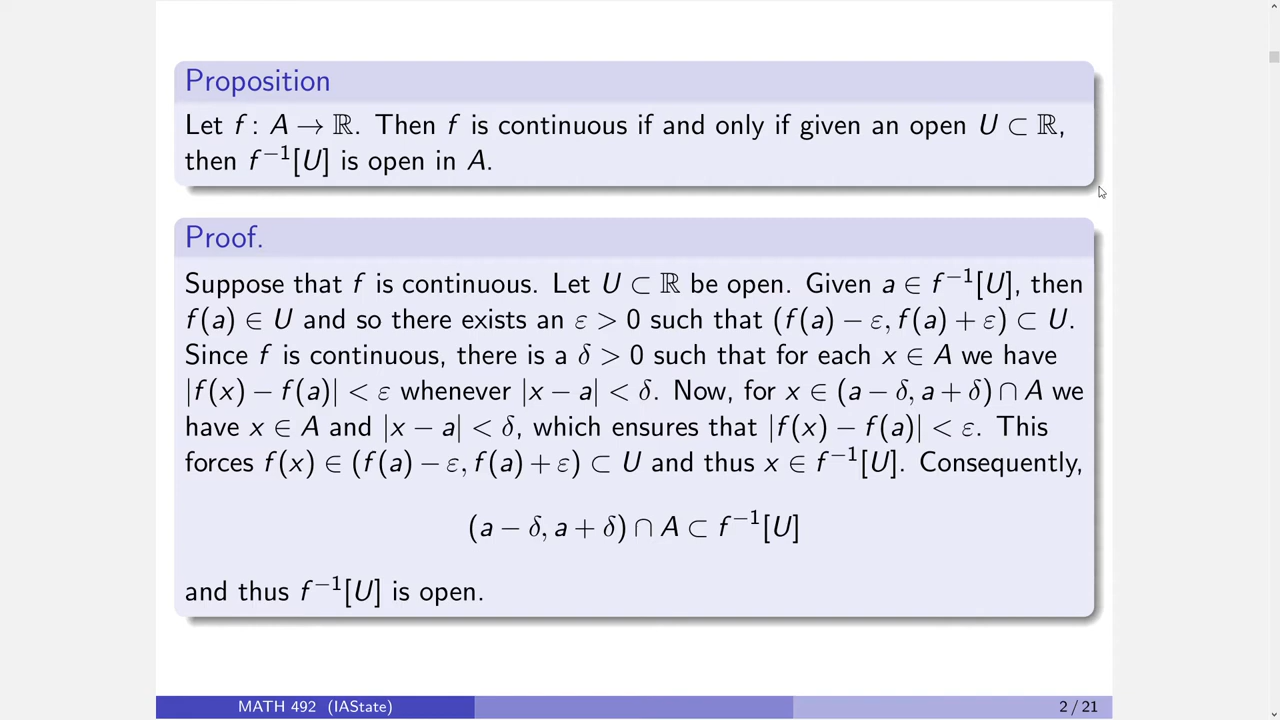 Proposition
Let f : A → ℝ. Then f is continuous if and only if given an open U ⊂ ℝ,
then f⁻¹[U] is open in A.
Proof.
Suppose that f is continuous. Let U ⊂ ℝ be open. Given a ∈ f⁻¹[U], then
f(a) ∈ U and so there exists an ε > 0 such that (f(a) − ε, f(a) + ε) ⊂ U.
Since f is continuous, there is a δ > 0 such that for each x ∈ A we have
|f(x) − f(a)| < ε whenever |x − a| < δ. Now, for x ∈ (a − δ, a + δ) ∩ A we
have x ∈ A and |x − a| < δ, which ensures that |f(x) − f(a)| < ε. This
forces f(x) ∈ (f(a) − ε, f(a) + ε) ⊂ U and thus x ∈ f⁻¹[U]. Consequently,
(a − δ, a + δ) ∩ A ⊂ f⁻¹[U]
and thus f⁻¹[U] is open.
MATH 492 (IAState) 2 / 21